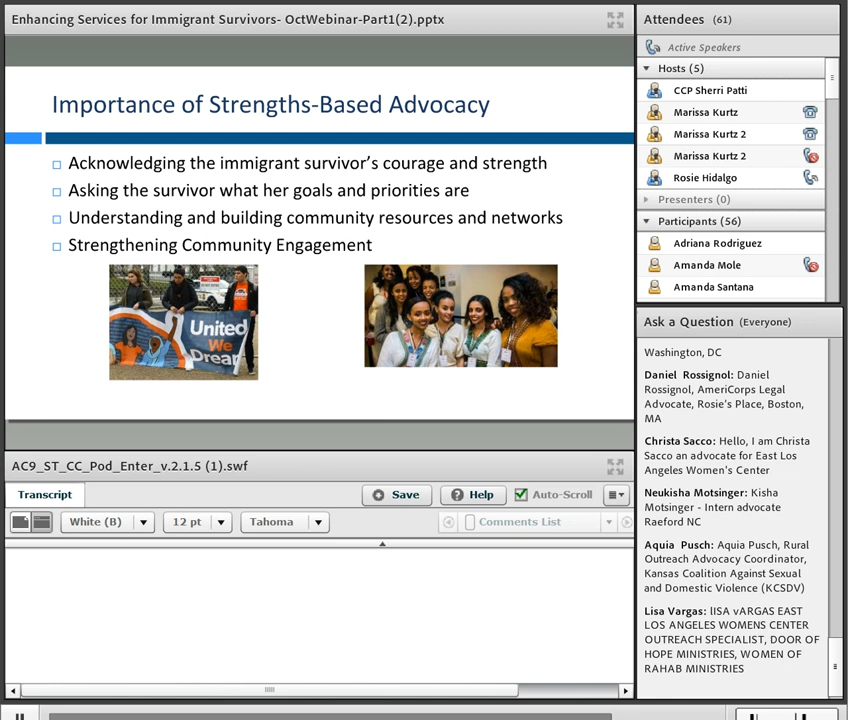 Enhancing Services for Immigrant Survivors- OctWebinar-Part1(2).pptx
Importance of Strengths-Based Advocacy
Acknowledging the immigrant survivor's courage and strength
Asking the survivor what her goals and priorities are
Understanding and building community resources and networks
Strengthening Community Engagement
United
We
Dream
AC9_ST_CC_Pod_Enter_v.2.1.5 (1).swf
Transcript
Save
Help
Auto-Scroll
White (B)
12 pt
Tahoma
Comments List
Attendees (61)
Active Speakers
Hosts (5)
CCP Sherri Patti
Marissa Kurtz
Marissa Kurtz 2
Marissa Kurtz 2
Rosie Hidalgo
Presenters (0)
Participants (56)
Adriana Rodriguez
Amanda Mole
Amanda Santana
Ask a Question (Everyone)
Washington, DC
Daniel Rossignol: Daniel
Rossignol, AmeriCorps Legal
Advocate, Rosie's Place, Boston,
MA
Christa Sacco: Hello, I am Christa
Sacco an advocate for East Los
Angeles Women's Center
Neukisha Motsinger: Kisha
Motsinger - Intern advocate
Raeford NC
Aquia Pusch: Aquia Pusch, Rural
Outreach Advocacy Coordinator,
Kansas Coalition Against Sexual
and Domestic Violence (KCSDV)
Lisa Vargas: lISA vARGAS EAST
LOS ANGELES WOMENS CENTER
OUTREACH SPECIALIST, DOOR OF
HOPE MINISTRIES, WOMEN OF
RAHAB MINISTRIES